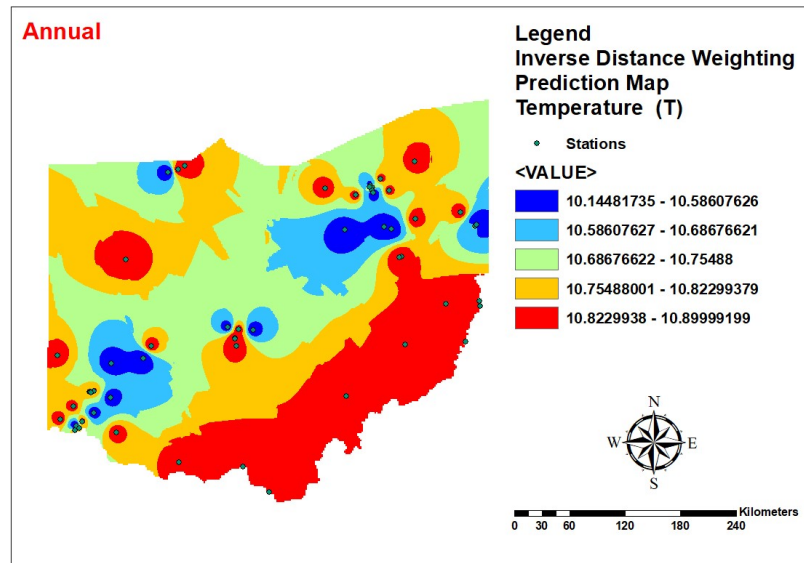 Annual
Legend
Inverse Distance Weighting
Prediction Map
Temperature (T)
Stations
<VALUE>
10.14481735 - 10.58607626
10.58607627 - 10.68676621
10.68676622 - 10.75488
10.75488001 - 10.82299379
10.8229938 - 10.89999199
N
W E
S
Kilometers
0 30 60 120 180 240